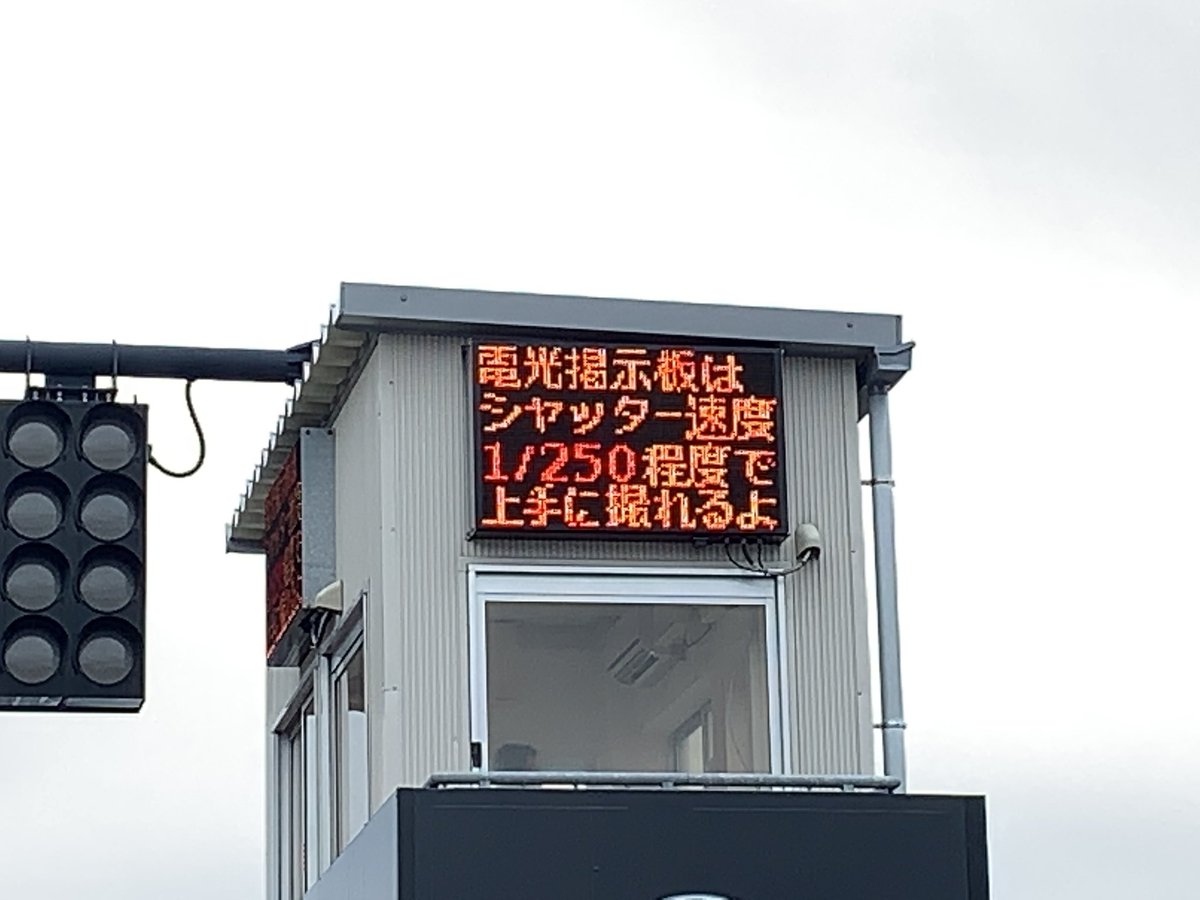 電光掲示板は
シャッター速度
1/250程度で
上手に撮れるよ